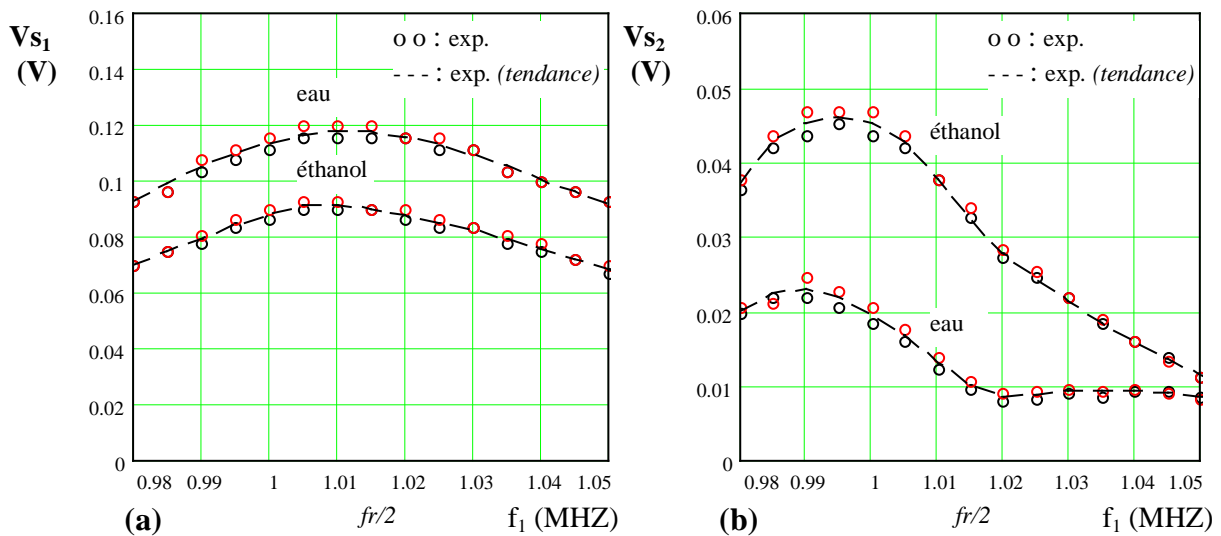 Vs1
(V)
0.16
0.14
0.12
0.1
0.08
0.06
0.04
0.02
0
o o : exp.
- - - : exp. (tendance)
eau
éthanol
0.98 0.99 1 1.01 1.02 1.03 1.04 1.05
(a) fr/2 f1 (MHZ)
Vs2
(V)
0.06
0.05
0.04
0.03
0.02
0.01
0
o o : exp.
- - - : exp. (tendance)
éthanol
eau
0.98 0.99 1 1.01 1.02 1.03 1.04 1.05
(b) fr/2 f1 (MHZ)